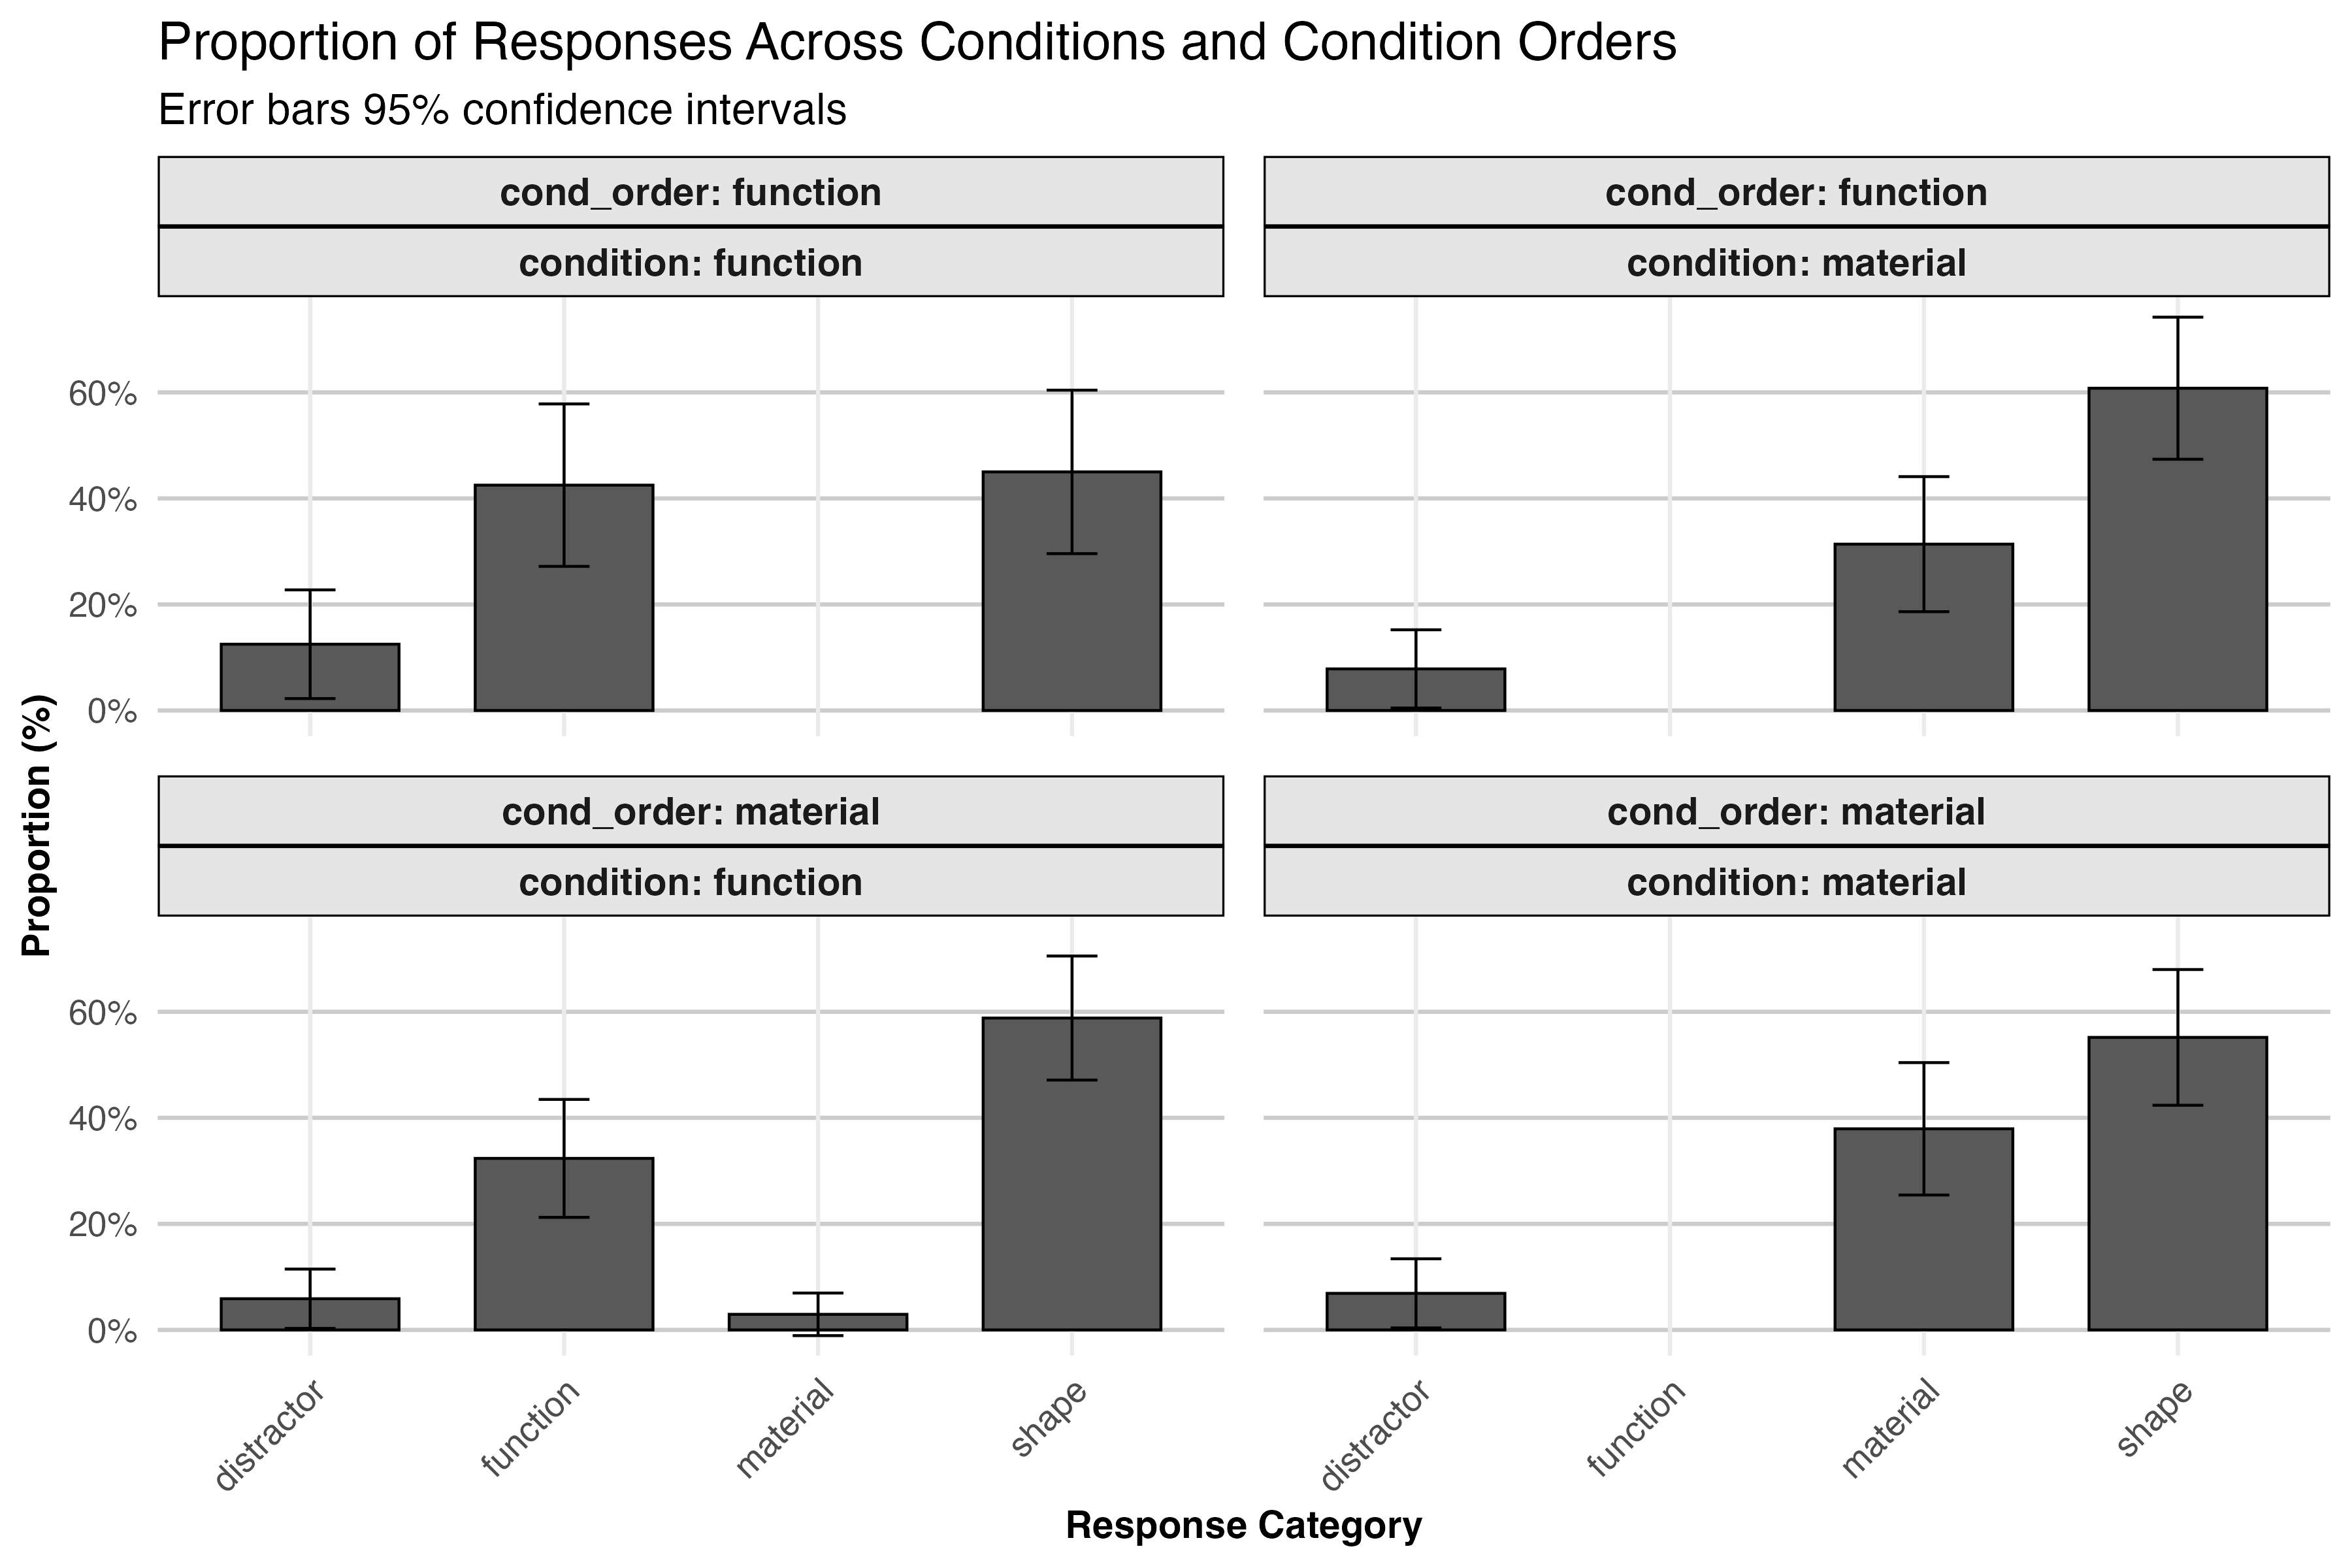 Proportion of Responses Across Conditions and Condition Orders
Error bars 95% confidence intervals
cond_order: function
condition: function
cond_order: function
condition: material
60%
40%
20%
0%
cond_order: material
condition: function
cond_order: material
condition: material
60%
40%
20%
0%
Proportion (%)
distractor
function
material
shape
distractor
function
material
shape
Response Category